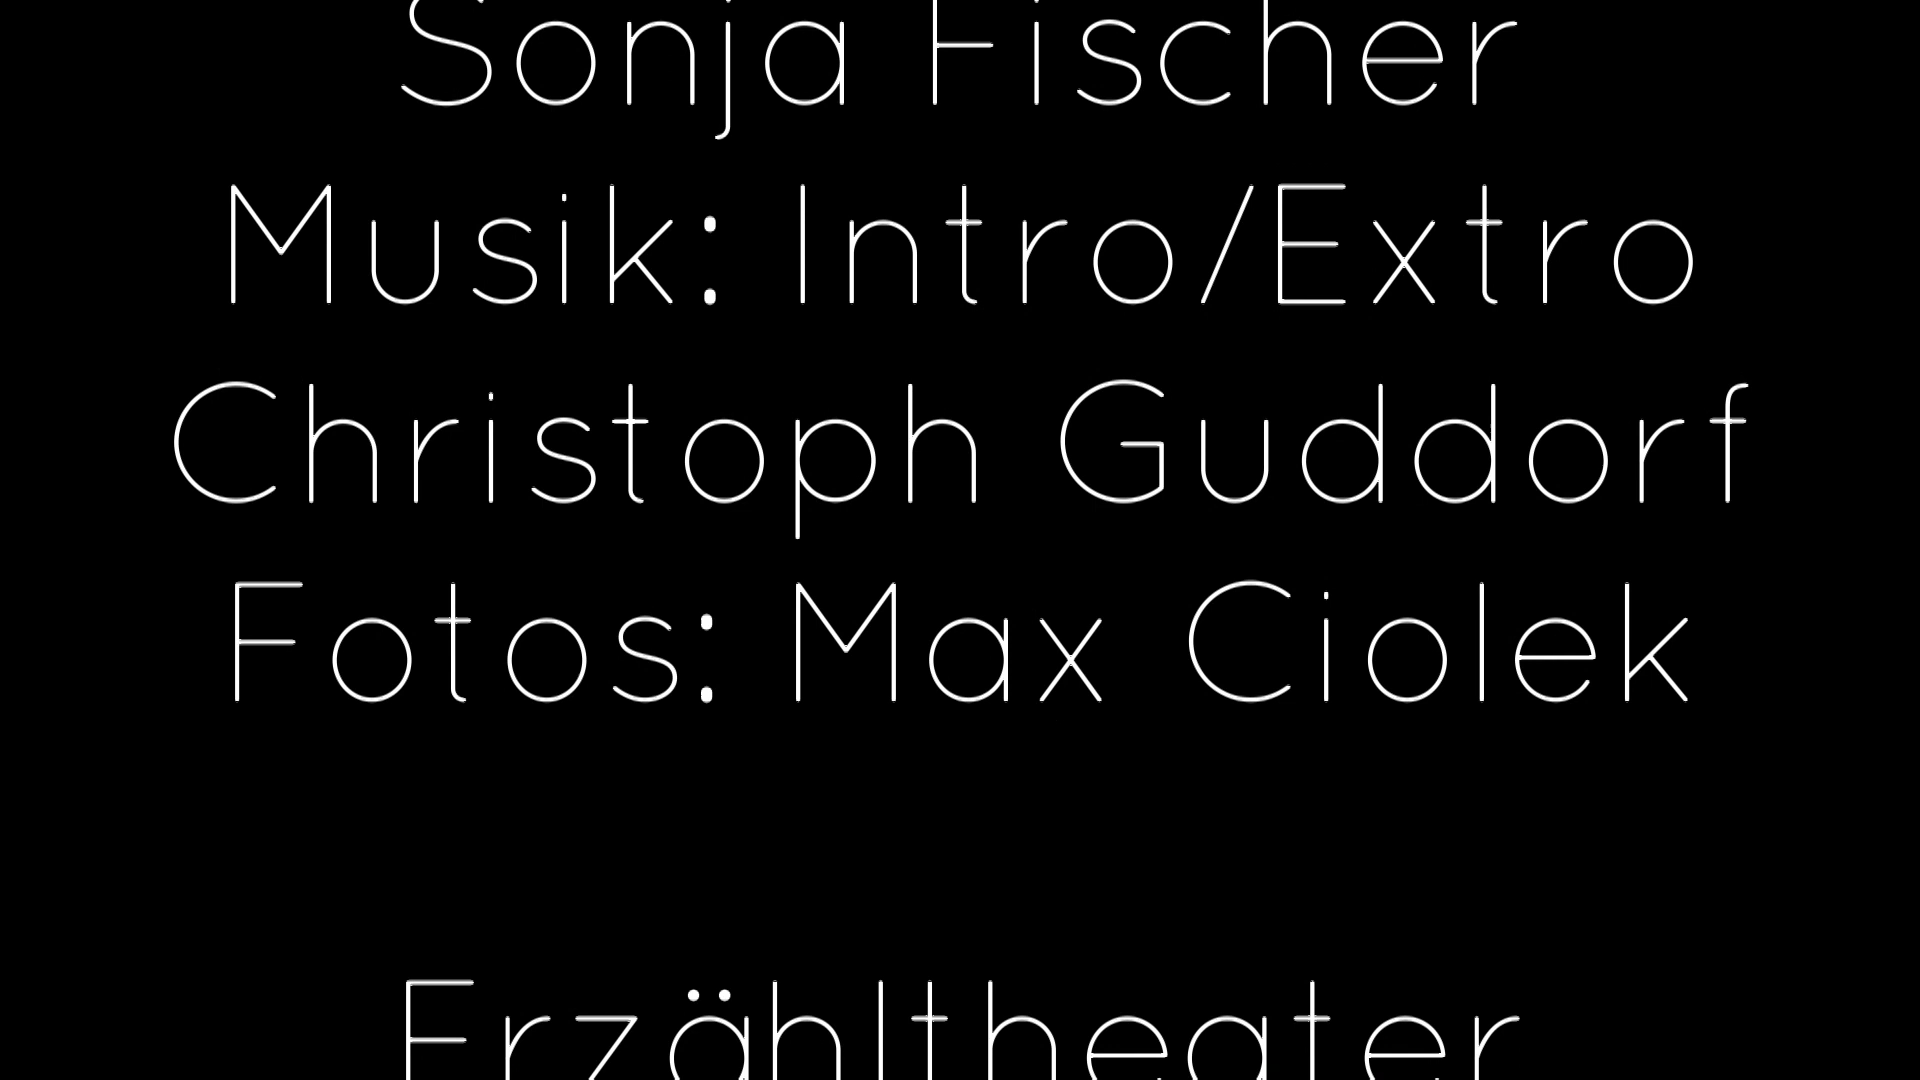 Sonja Fischer
Musik: Intro/Extro
Christoph Guddorf
Fotos: Max Ciolek
Erzähltheater